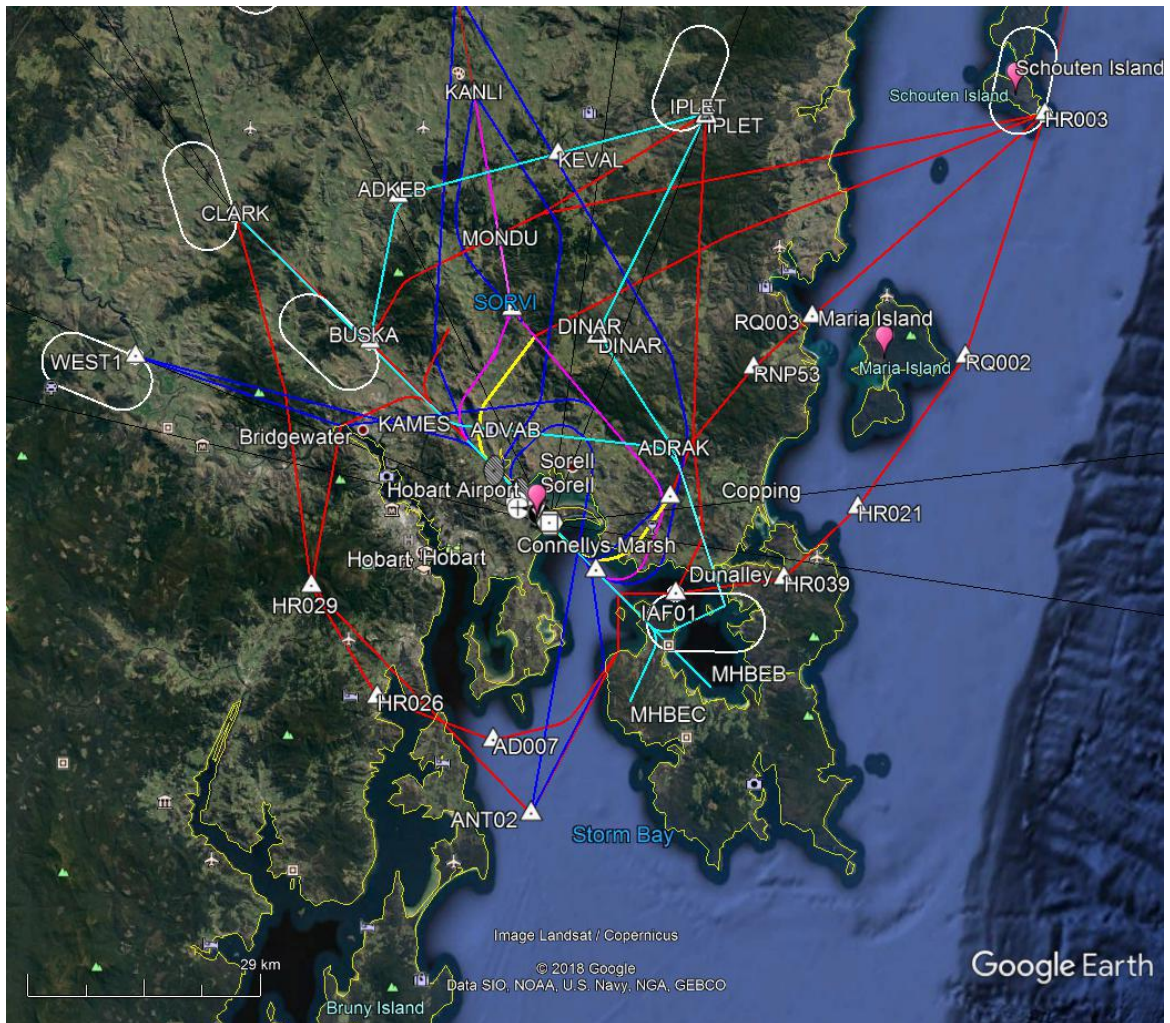 KANLI
IPLET
IPLET
Schouten Island
Schouten Island
HR003
KEVAL
ADKEB
CLARK
MONDU
SORVI
BUSKA
DINAR
DINAR
RQ003
Maria Island
Maria Island
RNP53
RQ002
WEST1
KAMES
ADVAB
Bridgewater
ADRAK
Sorell
Sorell
Hobart Airport
Copping
HR021
Connellys Marsh
Hobart
Hobart
Dunalley
HR039
HR029
IAF01
MHBEB
HR026
MHBEC
AD007
ANT02
Storm Bay
Image Landsat / Copernicus
29 km
© 2018 Google
Data SIO, NOAA, U.S. Navy, NGA, GEBCO
Google Earth
Bruny Island